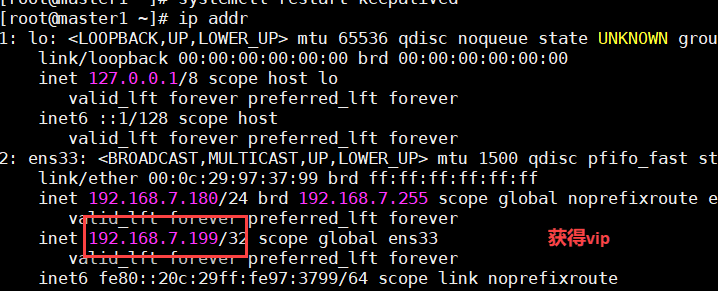 [root@master1 ~]# systemctl restart keepalived
[root@master1 ~]# ip addr
1: lo: <LOOPBACK,UP,LOWER_UP> mtu 65536 qdisc noqueue state UNKNOWN grou
link/loopback 00:00:00:00:00:00 brd 00:00:00:00:00:00
inet 127.0.0.1/8 scope host lo
valid_lft forever preferred_lft forever
inet6 ::1/128 scope host
valid_lft forever preferred_lft forever
2: ens33: <BROADCAST,MULTICAST,UP,LOWER_UP> mtu 1500 qdisc pfifo_fast st
link/ether 00:0c:29:97:37:99 brd ff:ff:ff:ff:ff:ff
inet 192.168.7.180/24 brd 192.168.7.255 scope global noprefixroute e
valid_lft forever preferred_lft forever
inet 192.168.7.199/32 scope global ens33 获得vip
valid_lft forever preferred_lft forever
inet6 fe80::20c:29ff:fe97:3799/64 scope link noprefixroute